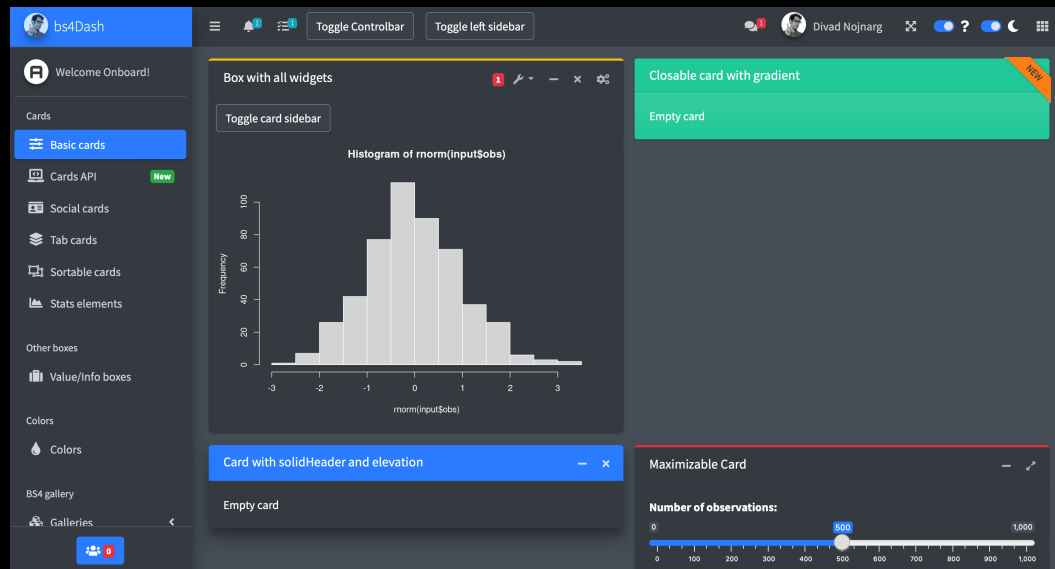 bs4Dash
1
1
Toggle Controlbar
Toggle left sidebar
1
Divad Nojnarg
?
Welcome Onboard!
Cards
Basic cards
Cards API
New
Social cards
Tab cards
Sortable cards
Stats elements
Other boxes
Value/Info boxes
Colors
Colors
BS4 gallery
Galleries
0
Box with all widgets
1
Toggle card sidebar
Histogram of rnorm(input$obs)
Frequency
100
80
60
40
20
0
-3 -2 -1 0 1 2 3
rnorm(input$obs)
Closable card with gradient
NEW
Empty card
Card with solidHeader and elevation
Empty card
Maximizable Card
Number of observations:
0 500 1,000
0 100 200 300 400 500 600 700 800 900 1,000